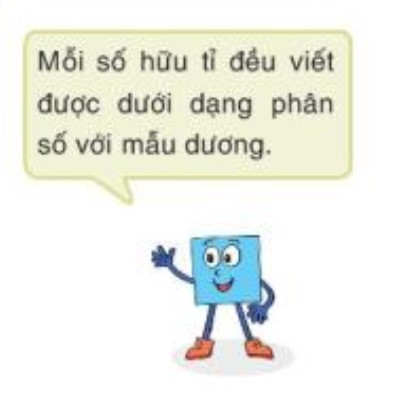 Mỗi số hữu tỉ đều viết
được dưới dạng phân
số với mẫu dương.